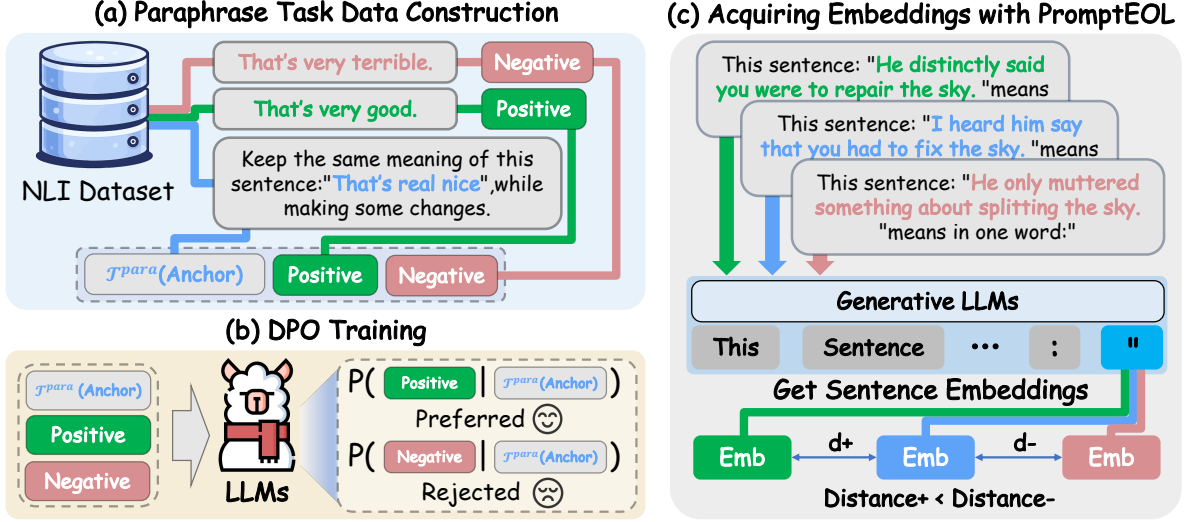 (a) Paraphrase Task Data Construction
That's very terrible.
Negative
That's very good.
Positive
NLI Dataset
Keep the same meaning of this
sentence:"That's real nice",while
making some changes.
𝒯^para(Anchor)
Positive
Negative
(b) DPO Training
𝒯^para (Anchor)
Positive
Negative
LLMs
P( Positive | 𝒯^para(Anchor) )
Preferred
P( Negative | 𝒯^para(Anchor) )
Rejected
(c) Acquiring Embeddings with PromptEOL
This sentence: "He distinctly said
you were to repair the sky. "means
This sentence: "I heard him say
that you had to fix the sky. "means
This sentence: "He only muttered
something about splitting the sky.
"means in one word:"
Generative LLMs
This Sentence ... : "
Get Sentence Embeddings
Emb d+ Emb d- Emb
Distance+ < Distance-